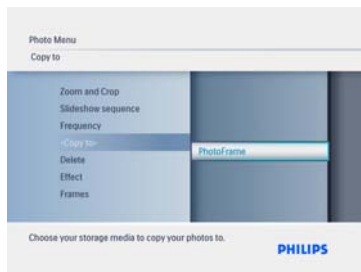 Photo Menu
Copy to
Zoom and Crop
Slideshow sequence
Frequency
-Copy to-
Delete
Effect
Frames
PhotoFrame
Choose your storage media to copy your photos to.
PHILIPS